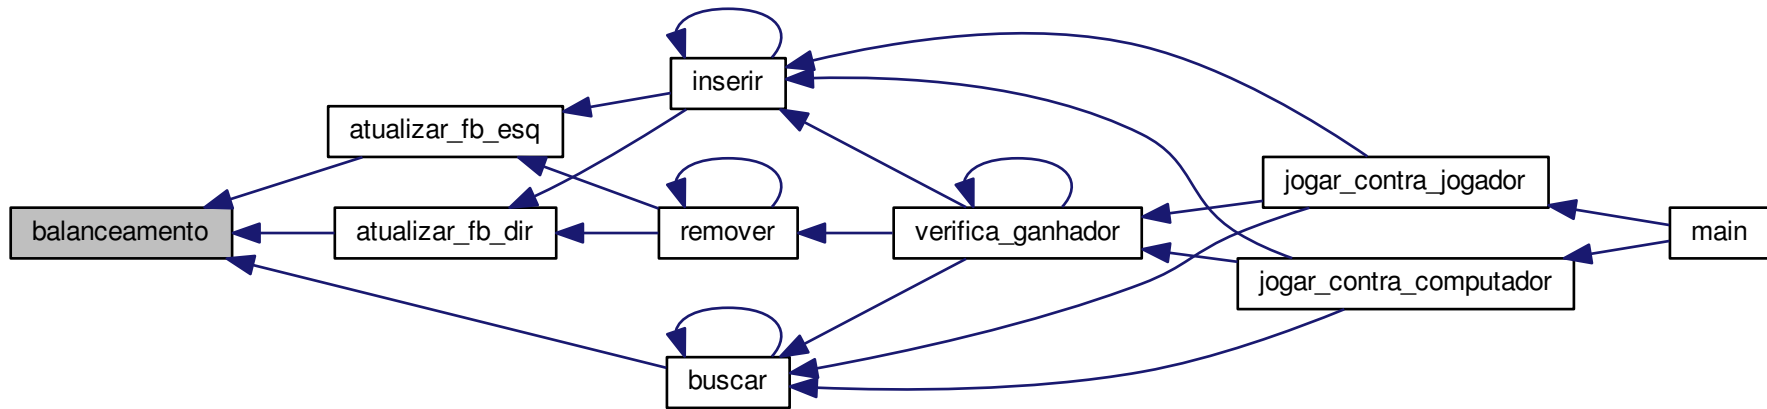 inserir
atualizar_fb_esq
jogar_contra_jogador
balanceamento
atualizar_fb_dir
remover
verifica_ganhador
main
jogar_contra_computador
buscar